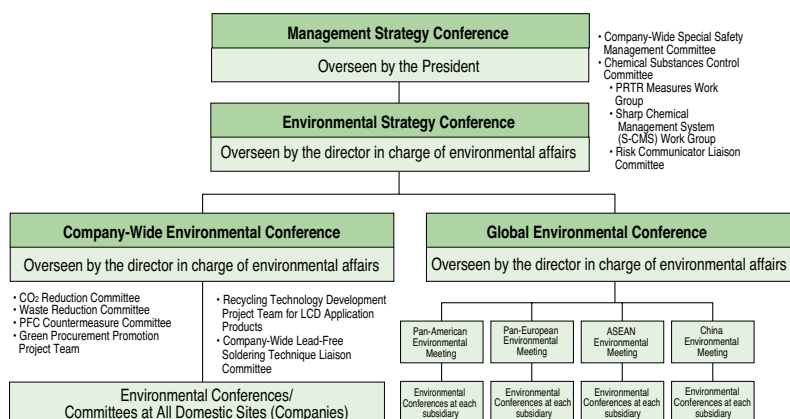 Management Strategy Conference
Overseen by the President
• Company-Wide Special Safety
Management Committee
• Chemical Substances Control
Committee
• PRTR Measures Work
Group
• Sharp Chemical
Management System
(S-CMS) Work Group
• Risk Communicator Liaison
Committee
Environmental Strategy Conference
Overseen by the director in charge of environmental affairs
Company-Wide Environmental Conference
Overseen by the director in charge of environmental affairs
• CO2 Reduction Committee
• Waste Reduction Committee
• PFC Countermeasure Committee
• Green Procurement Promotion
Project Team
• Recycling Technology Development
Project Team for LCD Application
Products
• Company-Wide Lead-Free
Soldering Technique Liaison
Committee
Environmental Conferences/
Committees at All Domestic Sites (Companies)
Global Environmental Conference
Overseen by the director in charge of environmental affairs
Pan-American
Environmental
Meeting
Pan-European
Environmental
Meeting
ASEAN
Environmental
Meeting
China
Environmental
Meeting
Environmental
Conferences at each
subsidiary
Environmental
Conferences at each
subsidiary
Environmental
Conferences at each
subsidiary
Environmental
Conferences at each
subsidiary